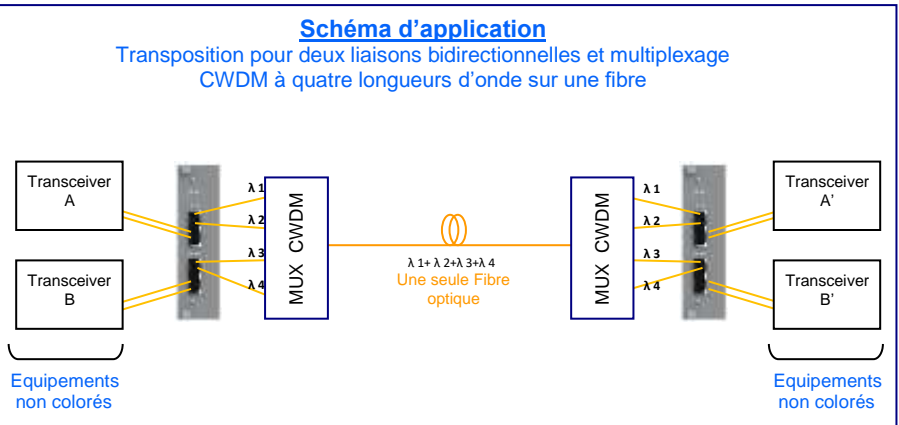 Schéma d'application
Transposition pour deux liaisons bidirectionnelles et multiplexage
CWDM à quatre longueurs d'onde sur une fibre
Transceiver
A
Transceiver
B
λ 1
λ 2
λ 3
λ 4
MUX CWDM
λ 1+ λ 2+λ 3+λ 4
Une seule Fibre
optique
MUX CWDM
λ 1
λ 2
λ 3
λ 4
Transceiver
A'
Transceiver
B'
Equipements
non colorés
Equipements
non colorés